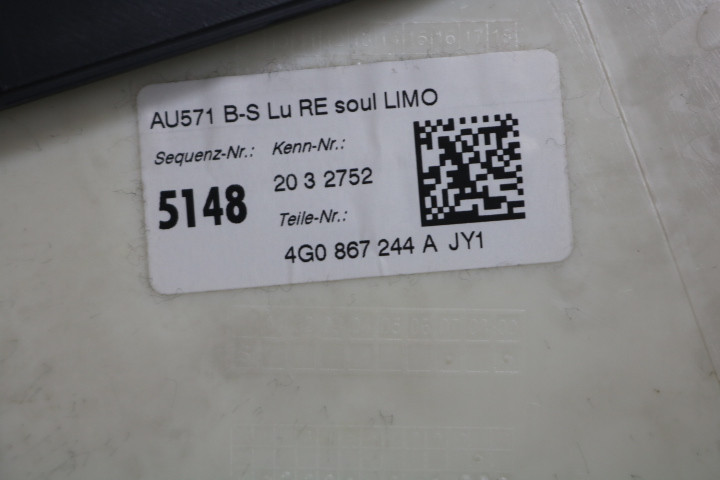 AU571 B-S Lu RE soul LIMO
Sequenz-Nr.: Kenn-Nr.:
5148 20 3 2752
Teile-Nr.:
4G0 867 244 A JY1